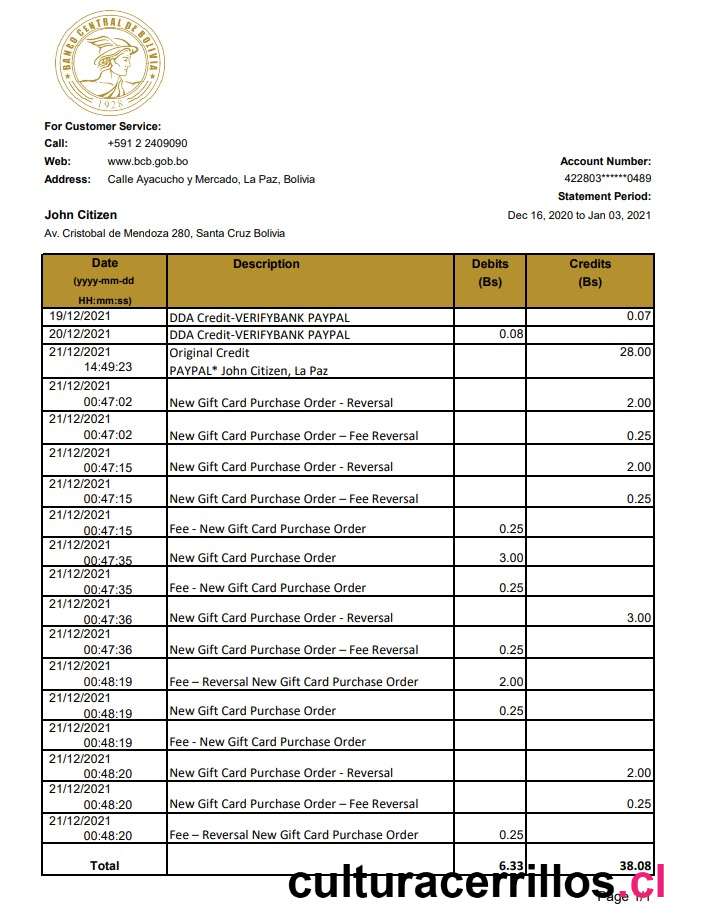 BANCO CENTRAL DE BOLIVIA
1928
For Customer Service:
Call: +591 2 2409090
Web: www.bcb.gob.bo
Address: Calle Ayacucho y Mercado, La Paz, Bolivia
Account Number:
422803******0489
Statement Period:
Dec 16, 2020 to Jan 03, 2021
John Citizen
Av. Cristobal de Mendoza 280, Santa Cruz Bolivia
Date (yyyy-mm-dd HH:mm:ss) Description Debits (Bs) Credits (Bs)
19/12/2021 DDA Credit-VERIFYBANK PAYPAL 0.07
20/12/2021 DDA Credit-VERIFYBANK PAYPAL 0.08
21/12/2021 Original Credit 28.00
14:49:23 PAYPAL* John Citizen, La Paz
21/12/2021
00:47:02 New Gift Card Purchase Order - Reversal 2.00
21/12/2021
00:47:02 New Gift Card Purchase Order – Fee Reversal 0.25
21/12/2021
00:47:15 New Gift Card Purchase Order - Reversal 2.00
21/12/2021
00:47:15 New Gift Card Purchase Order – Fee Reversal 0.25
21/12/2021
00:47:15 Fee - New Gift Card Purchase Order 0.25
21/12/2021
00:47:35 New Gift Card Purchase Order 3.00
21/12/2021
00:47:35 Fee - New Gift Card Purchase Order 0.25
21/12/2021
00:47:36 New Gift Card Purchase Order - Reversal 3.00
21/12/2021
00:47:36 New Gift Card Purchase Order – Fee Reversal 0.25
21/12/2021
00:48:19 Fee – Reversal New Gift Card Purchase Order 2.00
21/12/2021
00:48:19 New Gift Card Purchase Order 0.25
21/12/2021
00:48:19 Fee - New Gift Card Purchase Order
21/12/2021
00:48:20 New Gift Card Purchase Order - Reversal 2.00
21/12/2021
00:48:20 New Gift Card Purchase Order – Fee Reversal 0.25
21/12/2021
00:48:20 Fee – Reversal New Gift Card Purchase Order 0.25
Total 6.33 38.08
culturacerrillos.cl
Page 1/1